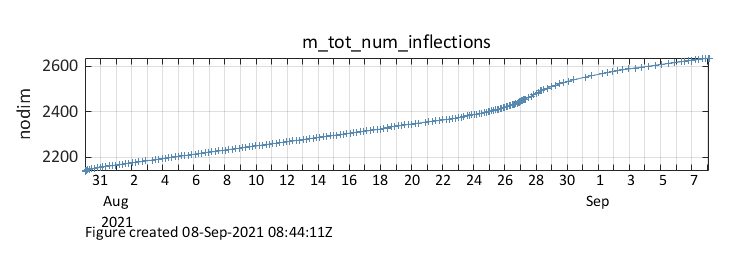 m_tot_num_inflections
2600
2400
2200
nodim
31 2 4 6 8 10 12 14 16 18 20 22 24 26 28 30 1 3 5 7
Aug Sep
2021
Figure created 08-Sep-2021 08:44:11Z